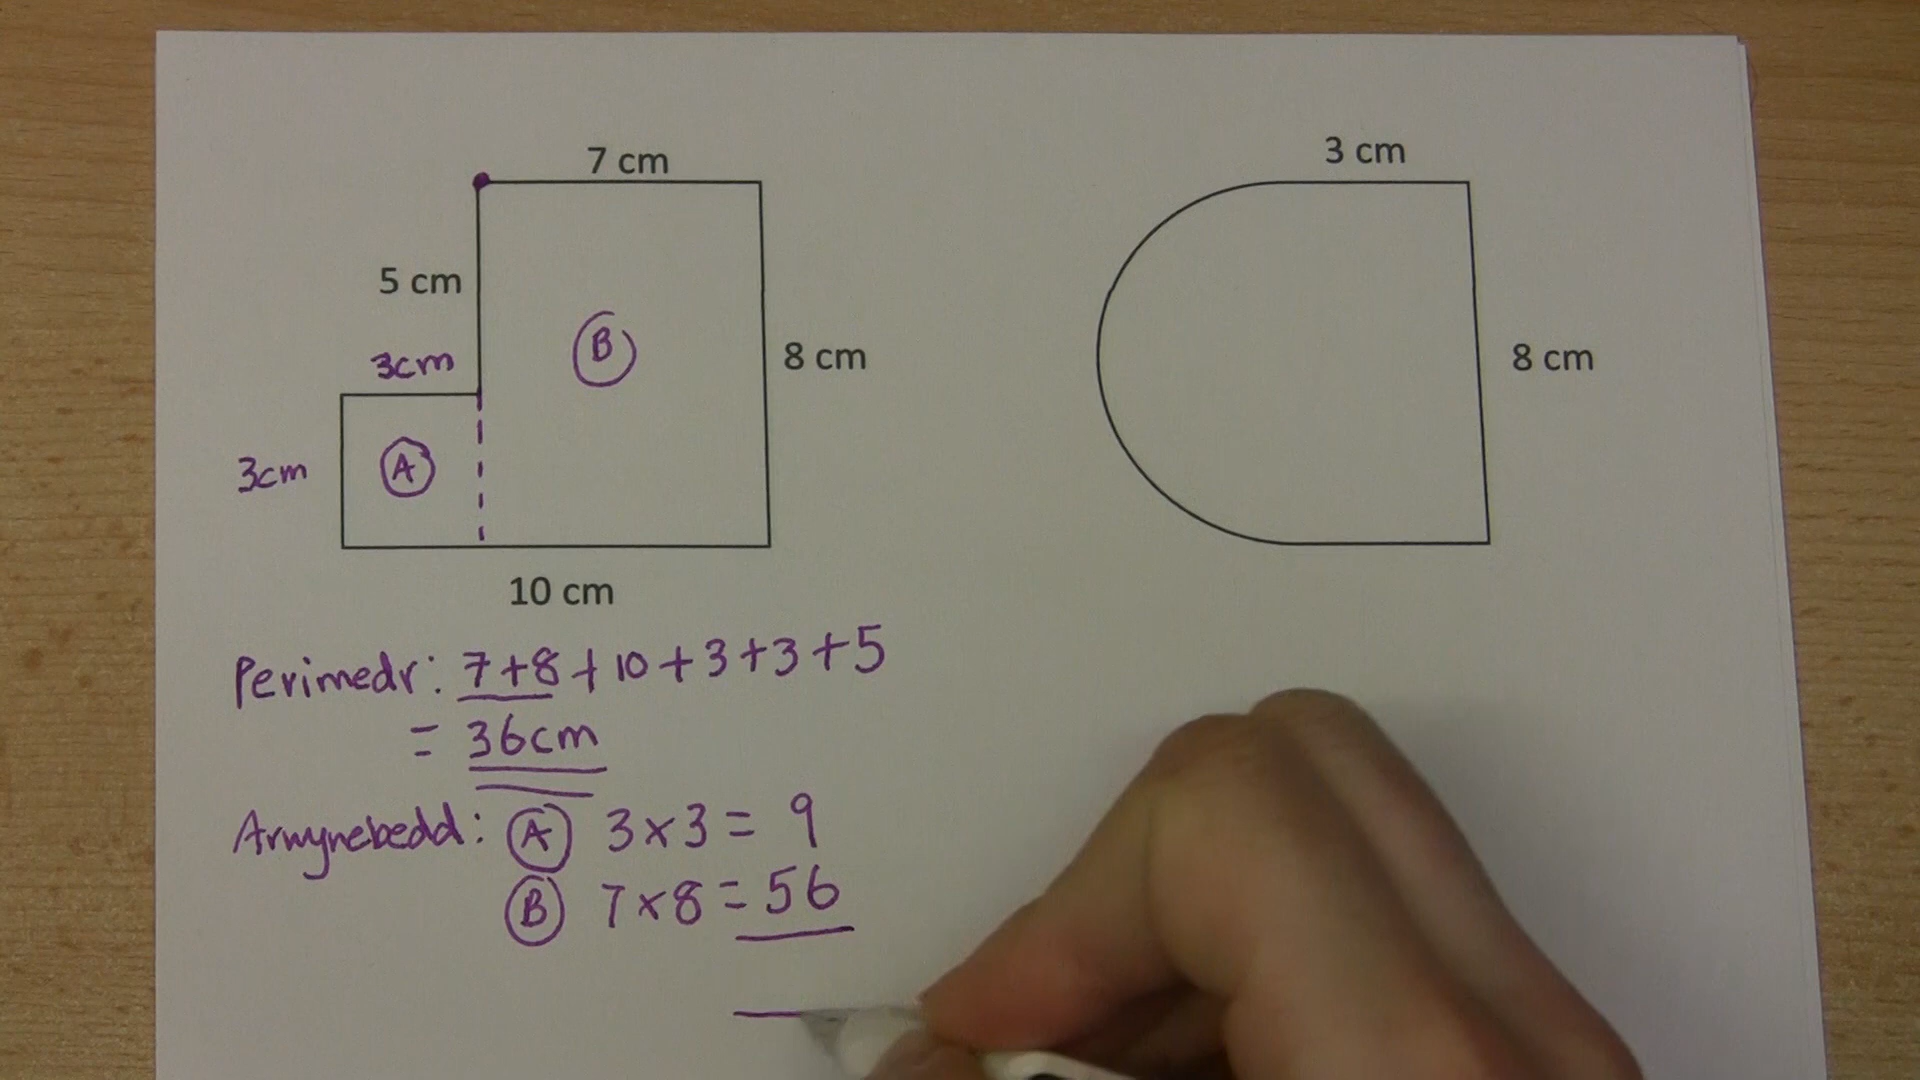 7 cm
5 cm
3cm
B
8 cm
3cm
A
10 cm
3 cm
8 cm
Perimedr: 7+8+10+3+3+5
= 36cm
Arwynebedd: A 3×3 = 9
B 7×8 = 56